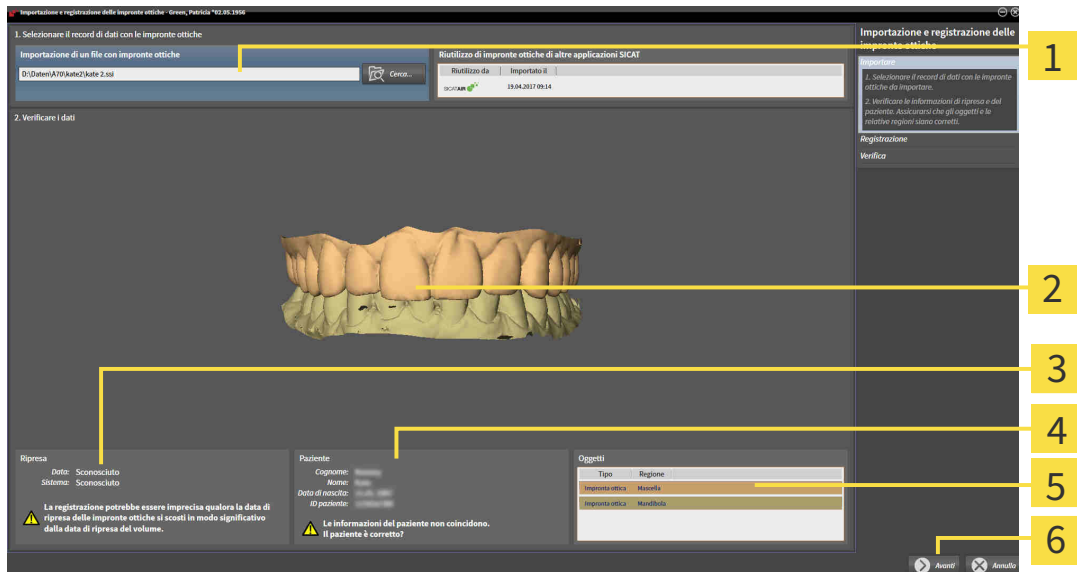 Importazione e registrazione delle impronte ottiche - Green, Patricia *02.05.1956
1. Selezionare il record di dati con le impronte ottiche
Importazione di un file con impronte ottiche
D:\Daten\A70\kate2\kate 2.ssi
Cerca...
Riutilizzo di impronte ottiche di altre applicazioni SICAT
Riutilizzo da Importato il
SICAT AIR 19.04.2017 09:14
2. Verificare i dati
Importazione e registrazione delle
impronte ottiche
Importare
1. Selezionare il record di dati con le impronte
ottiche da importare.
2. Verificare le informazioni di ripresa e del
paziente. Assicurarsi che gli oggetti e le
relative regioni siano corretti.
Registrazione
Verifica
1
2
3
4
5
6
Ripresa
Data: Sconosciuto
Sistema: Sconosciuto
La registrazione potrebbe essere imprecisa qualora la data di
ripresa delle impronte ottiche si scosti in modo significativo
dalla data di ripresa del volume.
Paziente
Cognome:
Nome:
Data di nascita:
ID paziente:
Le informazioni del paziente non coincidono.
Il paziente è corretto?
Oggetti
Tipo Regione
Impronta ottica Mascella
Impronta ottica Mandibola
Avanti
Annulla